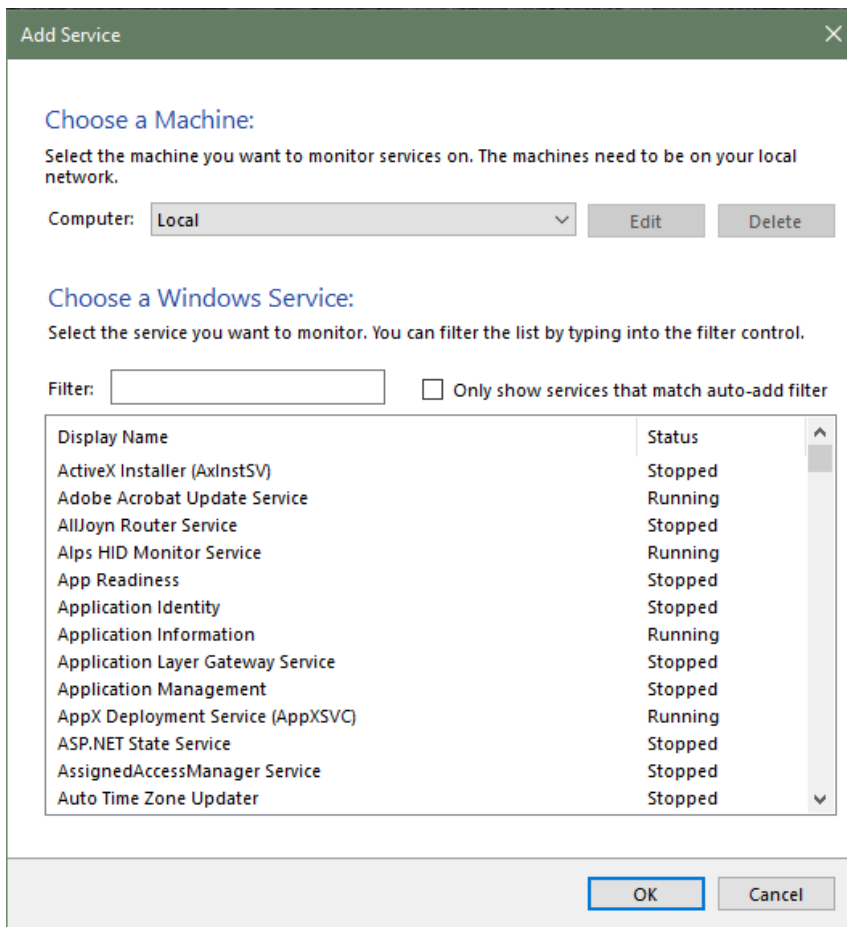 Add Service
Choose a Machine:
Select the machine you want to monitor services on. The machines need to be on your local
network.
Computer: Local Edit Delete
Choose a Windows Service:
Select the service you want to monitor. You can filter the list by typing into the filter control.
Filter: Only show services that match auto-add filter
Display Name Status
ActiveX Installer (AxInstSV) Stopped
Adobe Acrobat Update Service Running
AllJoyn Router Service Stopped
Alps HID Monitor Service Running
App Readiness Stopped
Application Identity Stopped
Application Information Running
Application Layer Gateway Service Stopped
Application Management Stopped
AppX Deployment Service (AppXSVC) Running
ASP.NET State Service Stopped
AssignedAccessManager Service Stopped
Auto Time Zone Updater Stopped
OK Cancel